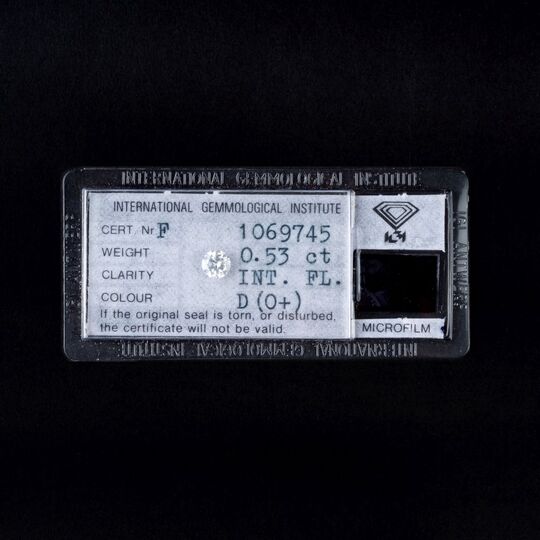 INTERNATIONAL GEMMOLOGICAL INSTITUTE
INTERNATIONAL GEMMOLOGICAL INSTITUTE
CERT. Nr F 1069745
WEIGHT 0.53 ct
CLARITY INT. FL.
COLOUR D (0+)
If the original seal is torn, or disturbed,
the certificate will not be valid.
IGI
MICROFILM
IGI ANTWERP
INTERNATIONAL GEMMOLOGICAL INSTITUTE